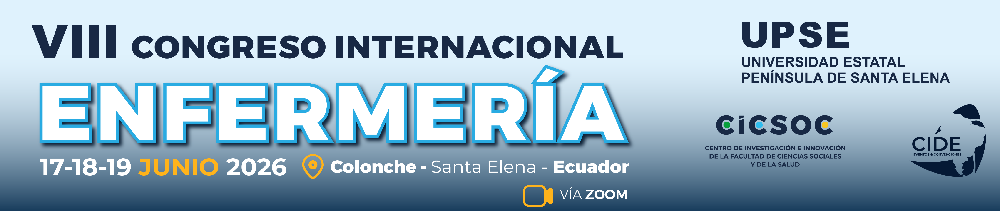 VIII CONGRESO INTERNACIONAL
ENFERMERÍA
17-18-19 JUNIO 2026
Colonche - Santa Elena - Ecuador
VÍA ZOOM
UPSE
UNIVERSIDAD ESTATAL
PENÍNSULA DE SANTA ELENA
CICSOC
CENTRO DE INVESTIGACIÓN E INNOVACIÓN
DE LA FACULTAD DE CIENCIAS SOCIALES
Y DE LA SALUD
CIDE
EVENTOS & CONVENCIONES